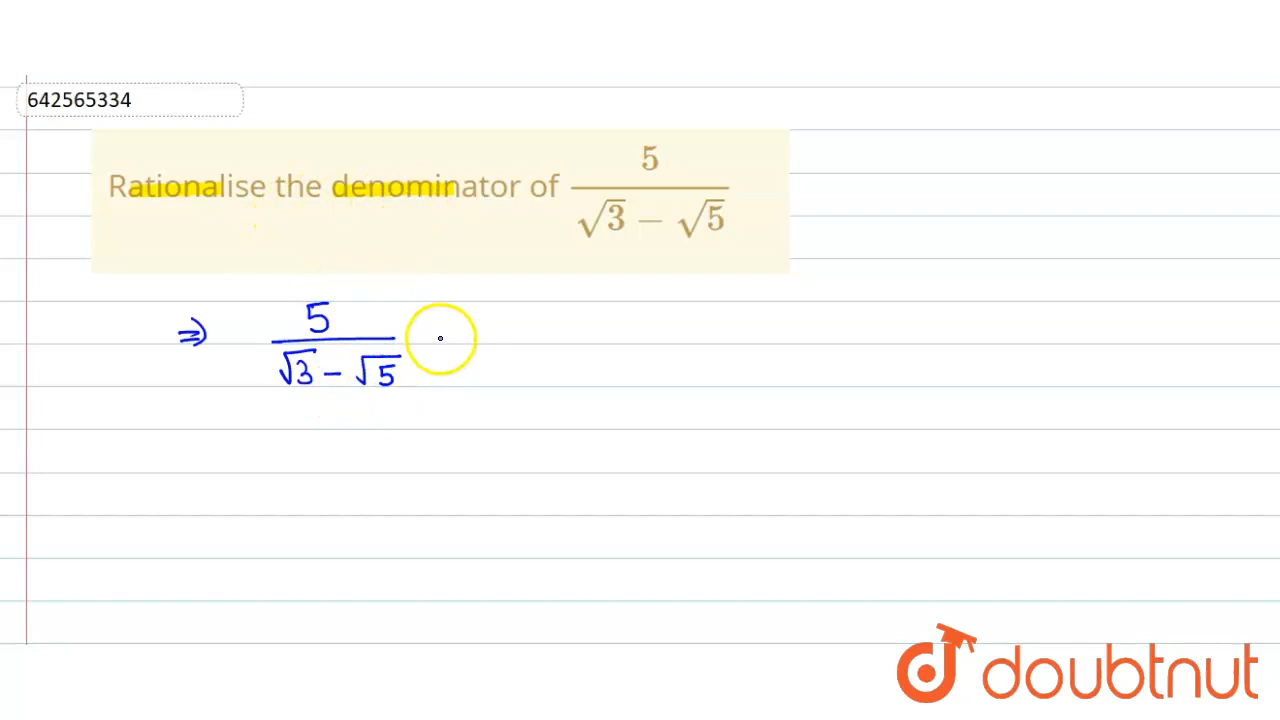 642565334
Rationalise the denominator of 5/(√3 − √5)
⇒ 5/(√3 − √5)
doubtnut